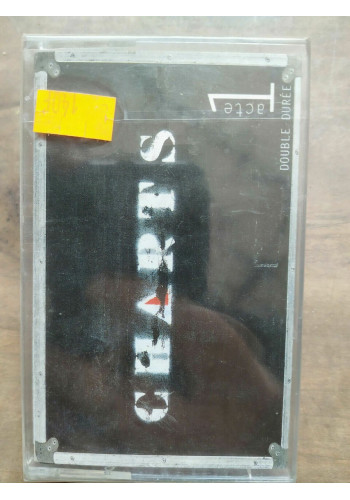 CHARTS
acte 1
DOUBLE DURÉE